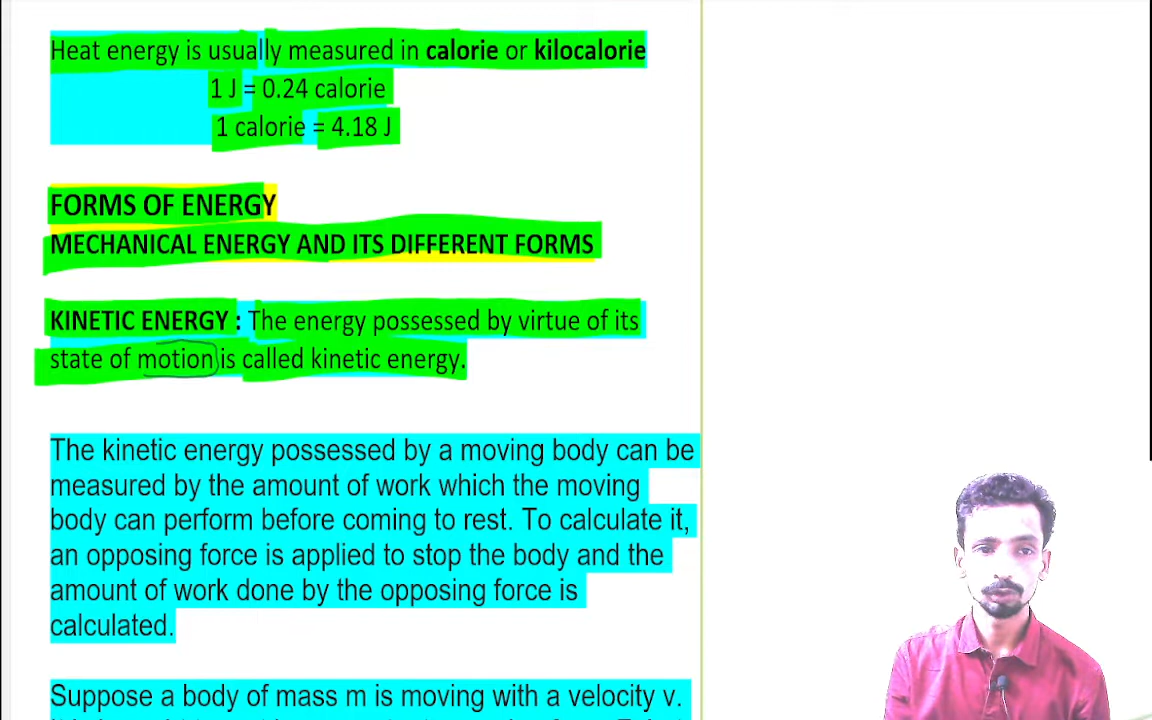 Heat energy is usually measured in calorie or kilocalorie
1 J = 0.24 calorie
1 calorie = 4.18 J
FORMS OF ENERGY
MECHANICAL ENERGY AND ITS DIFFERENT FORMS
KINETIC ENERGY : The energy possessed by virtue of its
state of motion is called kinetic energy.
The kinetic energy possessed by a moving body can be
measured by the amount of work which the moving
body can perform before coming to rest. To calculate it,
an opposing force is applied to stop the body and the
amount of work done by the opposing force is
calculated.
Suppose a body of mass m is moving with a velocity v.